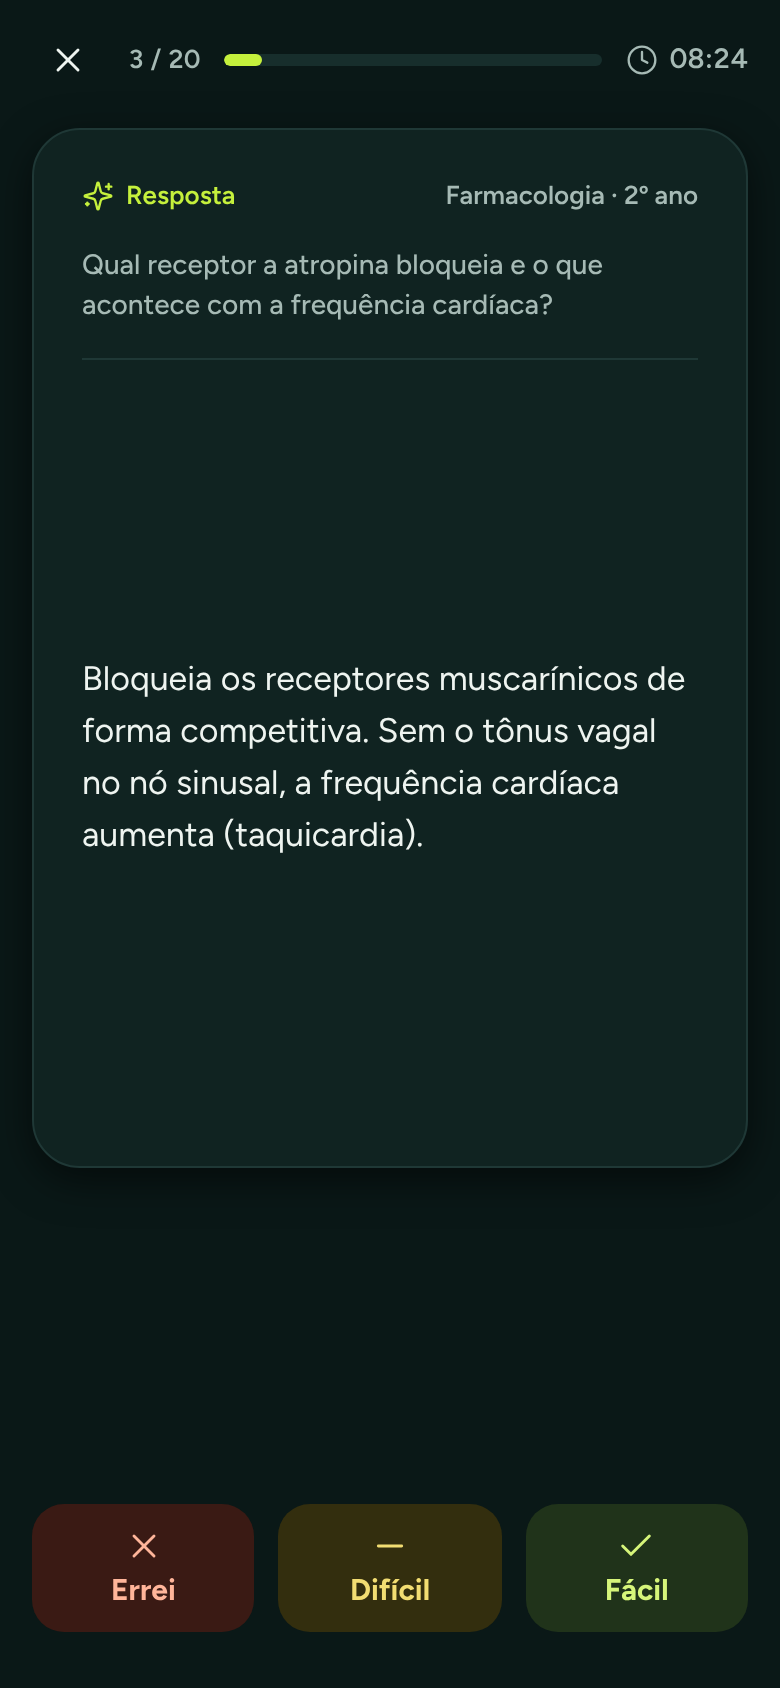 3 / 20
08:24
Resposta
Farmacologia · 2º ano
Qual receptor a atropina bloqueia e o que
acontece com a frequência cardíaca?
Bloqueia os receptores muscarínicos de
forma competitiva. Sem o tônus vagal
no nó sinusal, a frequência cardíaca
aumenta (taquicardia).
Errei
Difícil
Fácil